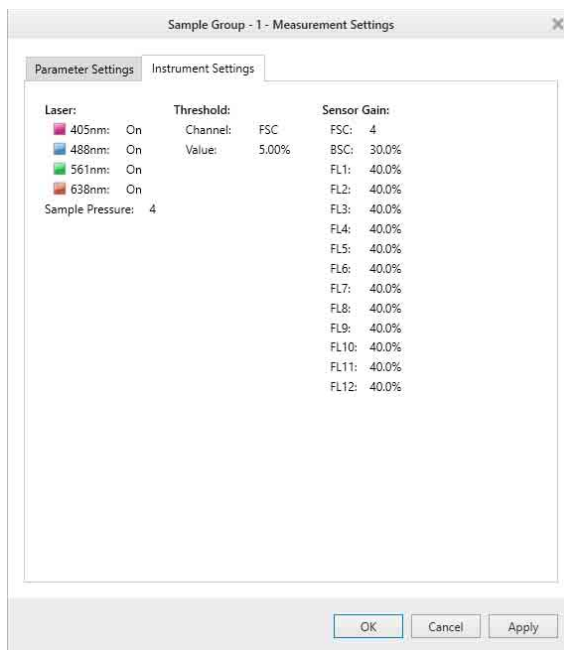 Sample Group - 1 - Measurement Settings
Parameter Settings Instrument Settings
Laser: Threshold: Sensor Gain:
405nm: On Channel: FSC FSC: 4
488nm: On Value: 5.00% BSC: 30.0%
561nm: On FL1: 40.0%
638nm: On FL2: 40.0%
Sample Pressure: 4 FL3: 40.0%
FL4: 40.0%
FL5: 40.0%
FL6: 40.0%
FL7: 40.0%
FL8: 40.0%
FL9: 40.0%
FL10: 40.0%
FL11: 40.0%
FL12: 40.0%
OK Cancel Apply